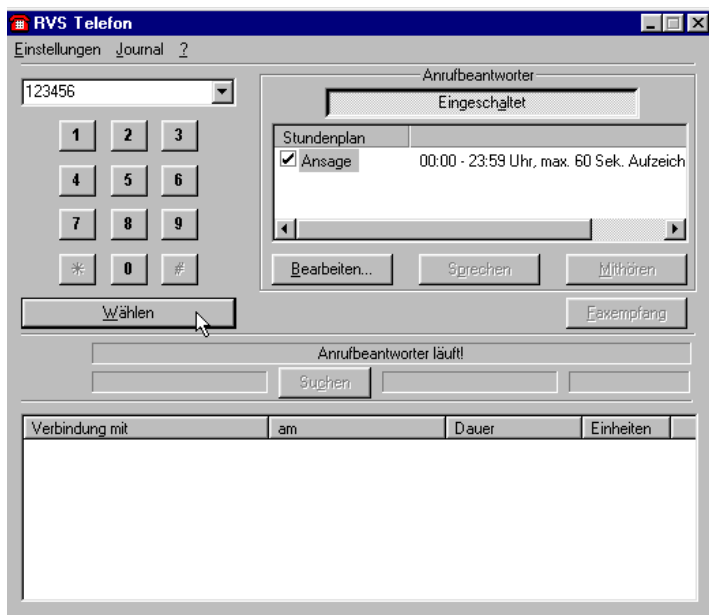 RVS Telefon
Einstellungen Journal ?
123456
Anrufbeantworter
Eingeschaltet
1 2 3
4 5 6
7 8 9
* 0 #
Stundenplan
Ansage 00:00 - 23:59 Uhr, max. 60 Sek. Aufzeich
Bearbeiten... Sprechen Mithören
Wählen
Faxempfang
Anrufbeantworter läuft!
Suchen
Verbindung mit am Dauer Einheiten